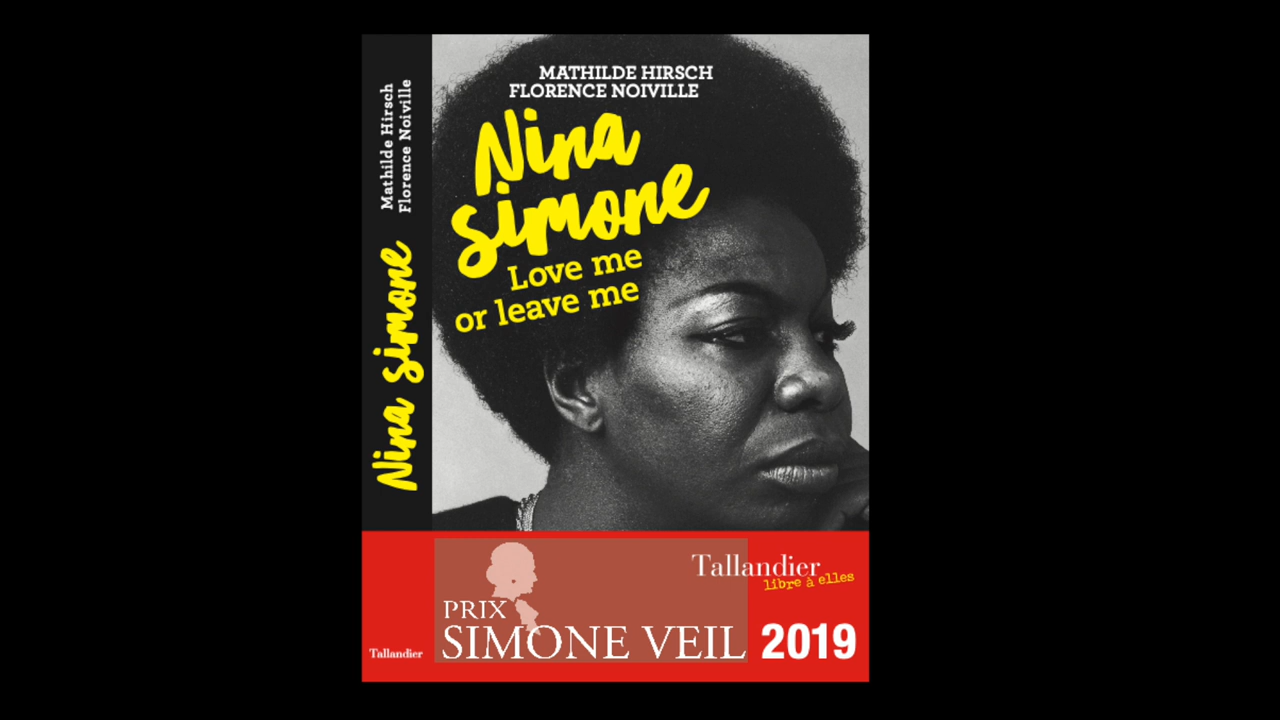 Mathilde Hirsch
Florence Noiville
Nina Simone
Tallandier
MATHILDE HIRSCH
FLORENCE NOIVILLE
Nina
Simone
Love me
or leave me
Tallandier
libre à elles
PRIX
SIMONE VEIL
2019